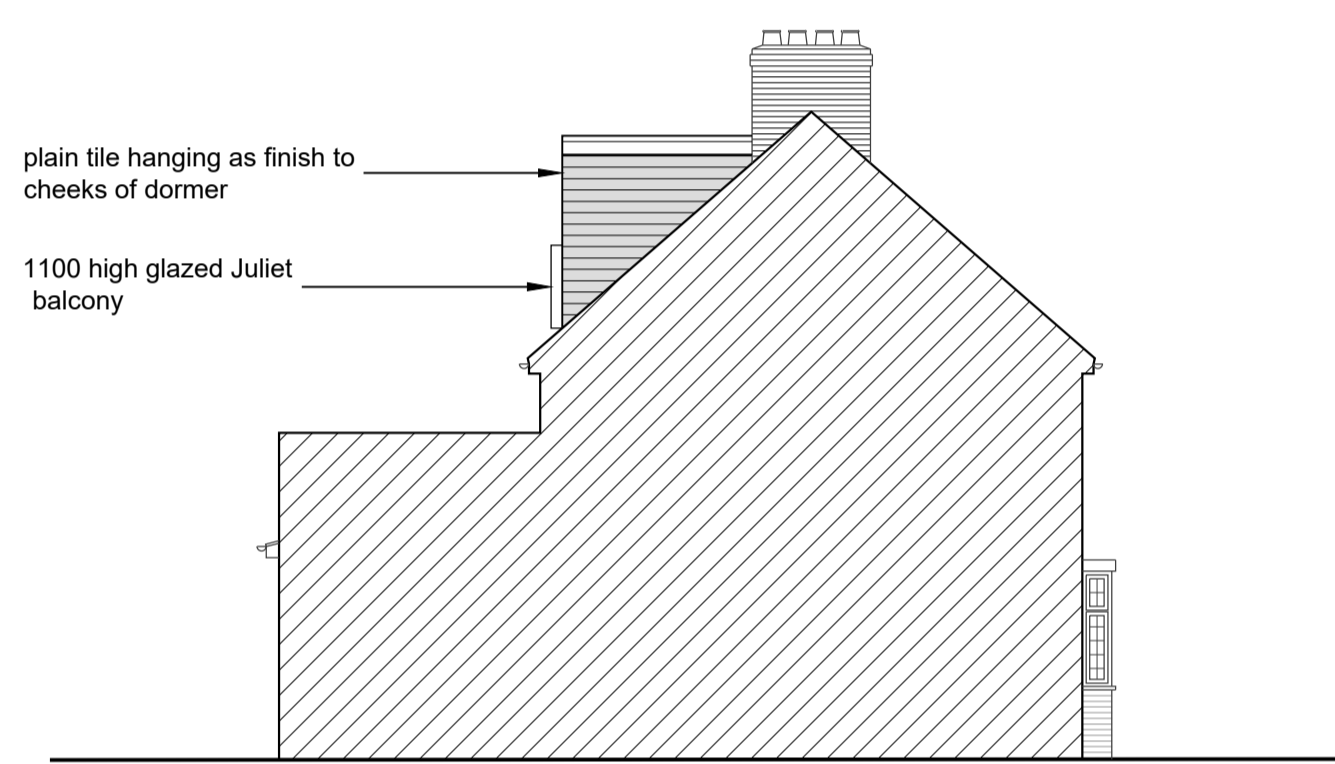 plain tile hanging as finish to
cheeks of dormer
1100 high glazed Juliet
balcony